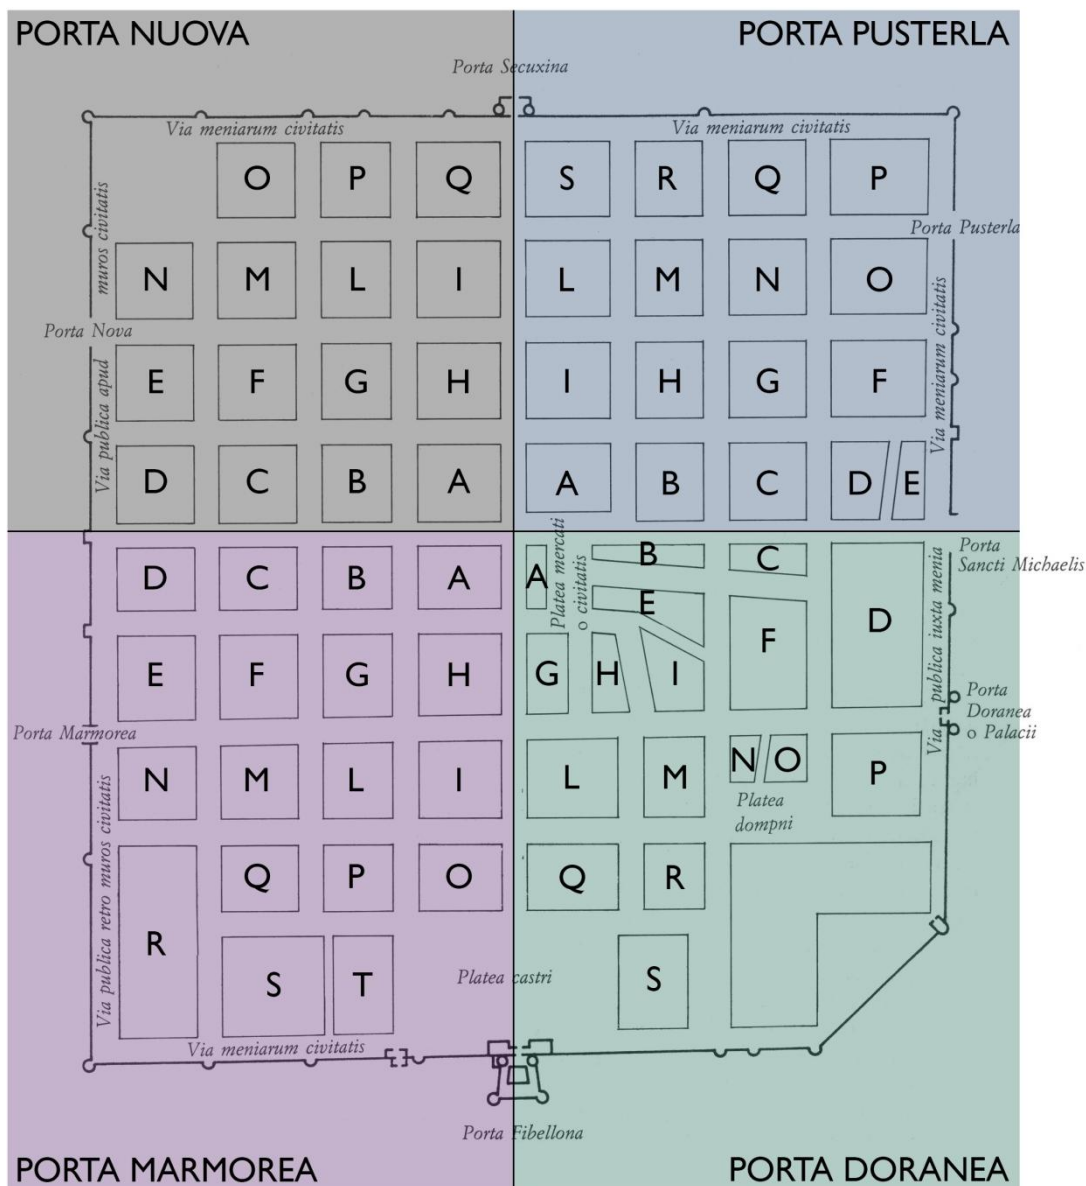 PORTA NUOVA
PORTA PUSTERLA
Porta Secuxina
Via meniarum civitatis
Via meniarum civitatis
O P Q
S R Q P
muros civitatis
Porta Pusterla
N M L I
L M N O
Porta Nova
Via publica apud
Via meniarum civitatis
E F G H
I H G F
D C B A
A B C D E
Platea mercati
o civitatis
Porta
Sancti Michaelis
D C B A
A B C
E
F D
Via publica iuxta menia
E F G H
G H I
Porta
Doranea
o Palacii
Porta Marmorea
N M L I
L M N O P
Platea
dompni
Via publica retro muros civitatis
Q P O
Q R
R
S T
Platea castri
S
Via meniarum civitatis
Porta Fibellona
PORTA MARMOREA
PORTA DORANEA